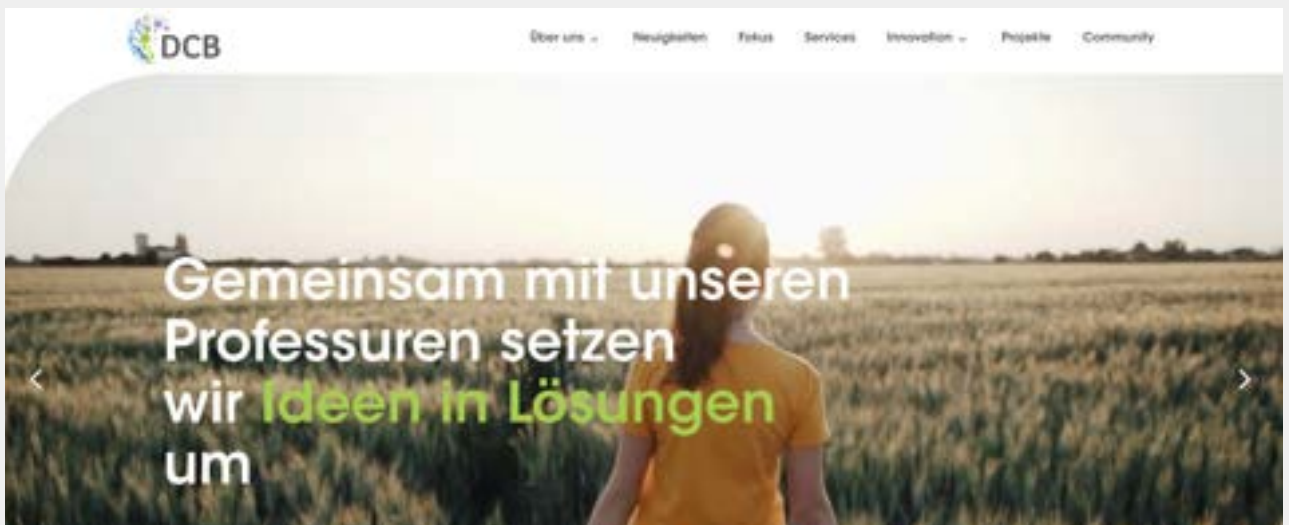 DCB
Über uns Neuigkeiten Fokus Services Innovation Projekte Community
Gemeinsam mit unseren
Professuren setzen
wir Ideen in Lösungen
um